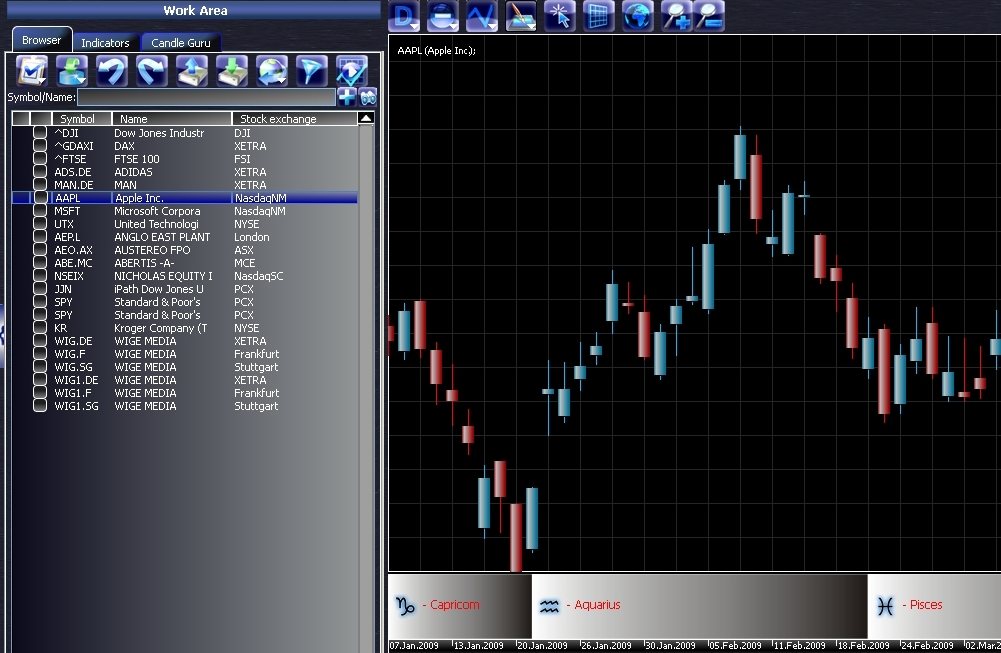 Work Area
Browser
Indicators
Candle Guru
Symbol/Name:
Symbol Name Stock exchange
^DJI Dow Jones Industr DJI
^GDAXI DAX XETRA
^FTSE FTSE 100 FSI
ADS.DE ADIDAS XETRA
MAN.DE MAN XETRA
AAPL Apple Inc. NasdaqNM
MSFT Microsoft Corpora NasdaqNM
UTX United Technologi NYSE
AEP.L ANGLO EAST PLANT London
AEO.AX AUSTEREO FPO ASX
ABE.MC ABERTIS -A- MCE
NSEIX NICHOLAS EQUITY I NasdaqSC
JJN iPath Dow Jones U PCX
SPY Standard & Poor's PCX
SPY Standard & Poor's PCX
KR Kroger Company (T NYSE
WIG.DE WIGE MEDIA XETRA
WIG.F WIGE MEDIA Frankfurt
WIG.SG WIGE MEDIA Stuttgart
WIG1.DE WIGE MEDIA XETRA
WIG1.F WIGE MEDIA Frankfurt
WIG1.SG WIGE MEDIA Stuttgart
D
AAPL (Apple Inc.);
♑ - Capricorn ♒ - Aquarius ♓ - Pisces
07.Jan.2009 13.Jan.2009 20.Jan.2009 26.Jan.2009 30.Jan.2009 05.Feb.2009 11.Feb.2009 18.Feb.2009 24.Feb.2009 02.Mar.2